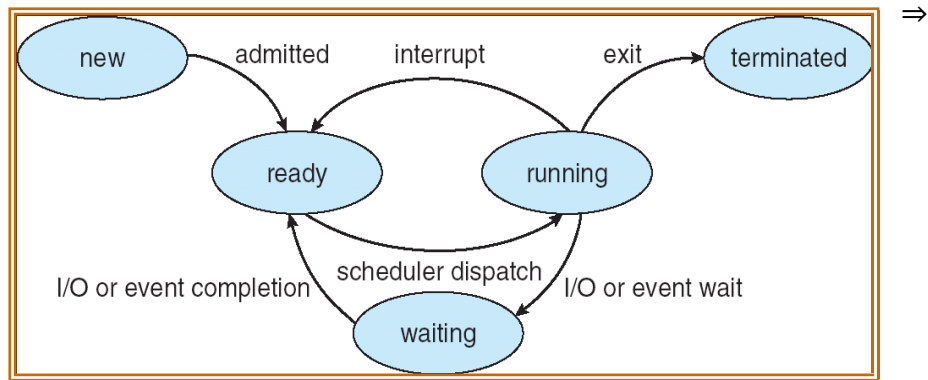 ⇒
new
admitted
interrupt
exit
terminated
ready
running
scheduler dispatch
I/O or event completion
I/O or event wait
waiting